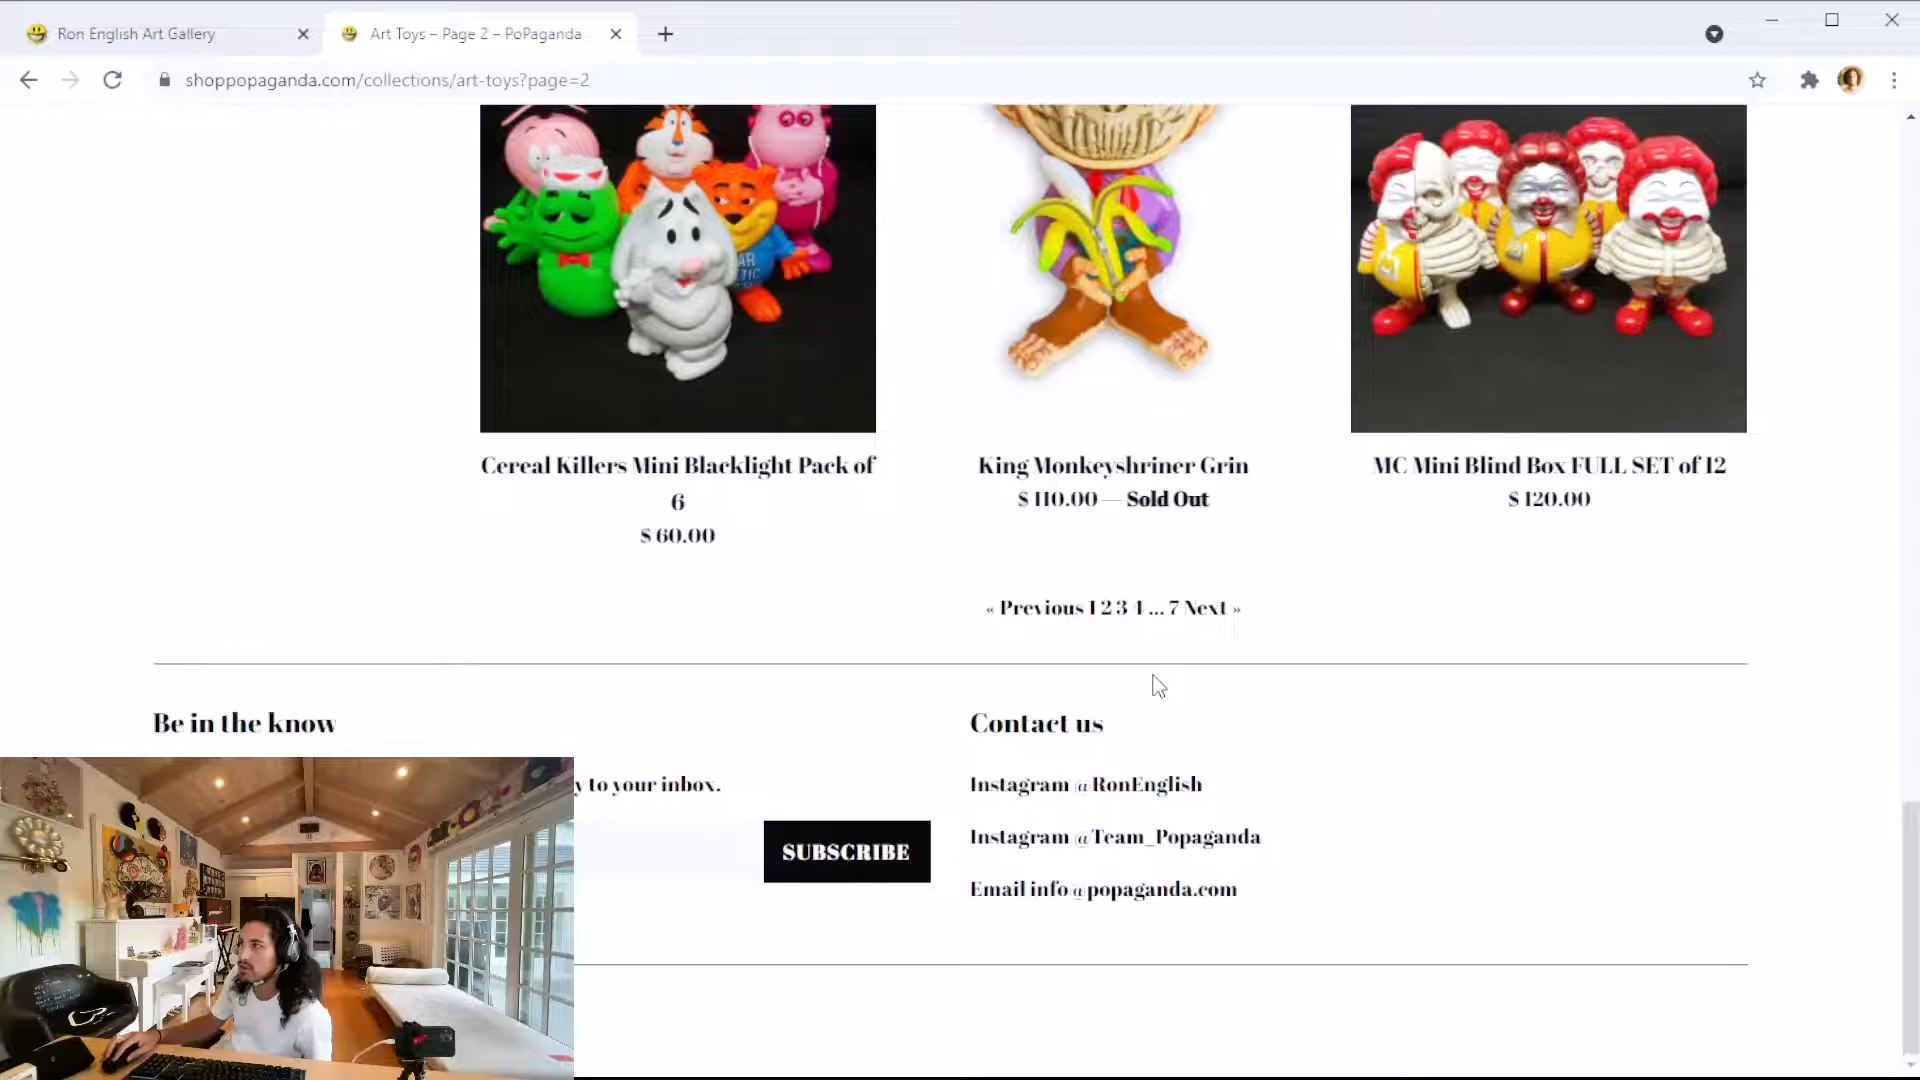 Ron English Art Gallery
Art Toys – Page 2 – PoPaganda
shoppopaganda.com/collections/art-toys?page=2
Cereal Killers Mini Blacklight Pack of
6
$ 60.00
King Monkeyshriner Grin
$ 110.00 — Sold Out
MC Mini Blind Box FULL SET of 12
$ 120.00
« Previous 1 2 3 4 … 7 Next »
Be in the know
y to your inbox.
SUBSCRIBE
Contact us
Instagram @RonEnglish
Instagram @Team_Popaganda
Email info@popaganda.com